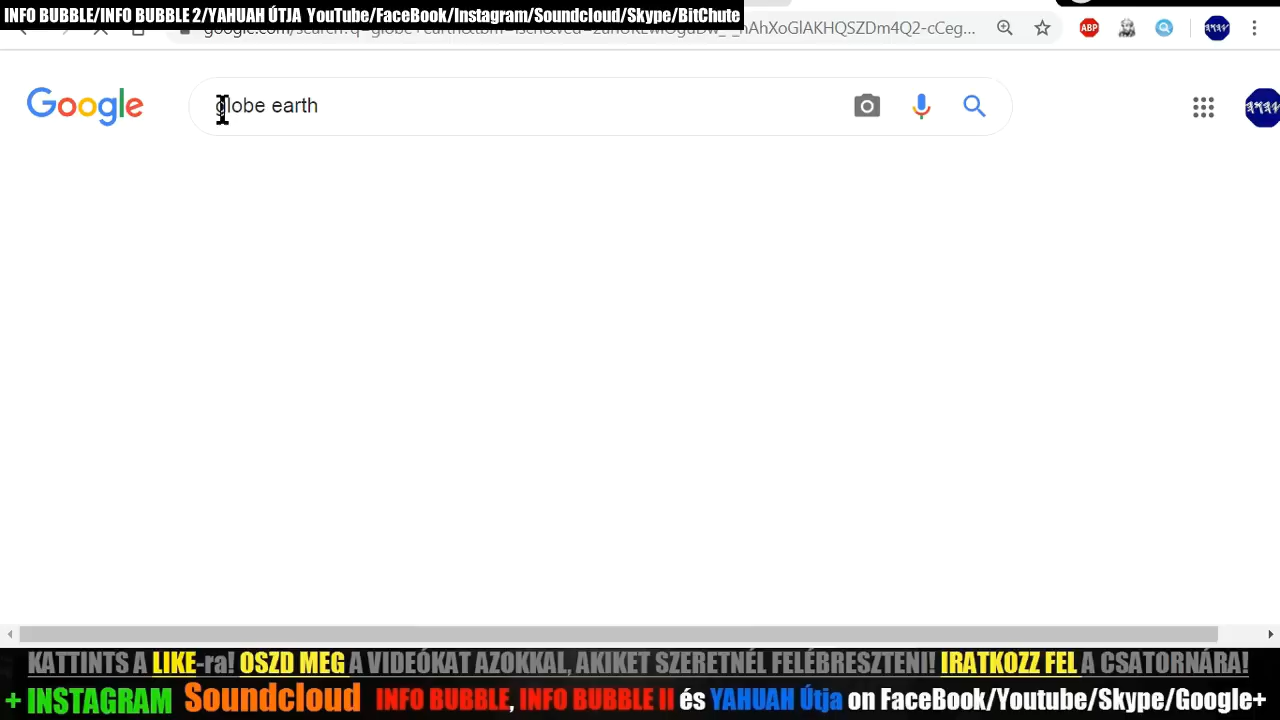 INFO BUBBLE/INFO BUBBLE 2/YAHUAH ÚTJA YouTube/FaceBook/Instagram/Soundcloud/Skype/BitChute
ABP
Google
globe earth
KATTINTS A LIKE-ra! OSZD MEG A VIDEÓKAT AZOKKAL, AKIKET SZERETNÉL FELÉBRESZTENI! IRATKOZZ FEL A CSATORNÁRA!
+ INSTAGRAM Soundcloud INFO BUBBLE, INFO BUBBLE II és YAHUAH Útja on FaceBook/Youtube/Skype/Google+